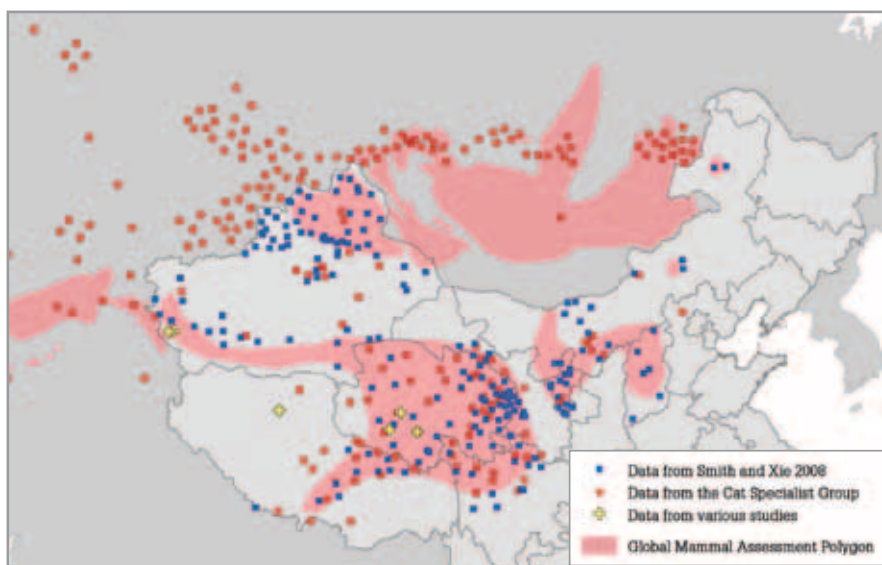 Data from Smith and Xie 2008
Data from the Cat Specialist Group
Data from various studies
Global Mammal Assessment Polygon